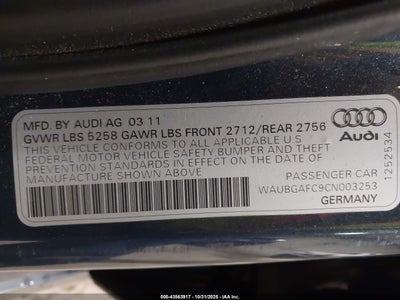 MFD. BY AUDI AG 03 11
GVWR LBS 5258 GAWR LBS FRONT 2712/REAR 2756
THIS VEHICLE CONFORMS TO ALL APPLICABLE
FEDERAL MOTOR VEHICLE SAFETY BUMPER AND THEFT
PREVENTION STANDARDS IN EFFECT ON THE DATE OF
MANUFACTURE SHOWN ABOVE.
Audi
1252534
PASSENGER CAR
WAUBGAFC9CN003253
GERMANY
000-43563917 - 10/31/2025 - IAA